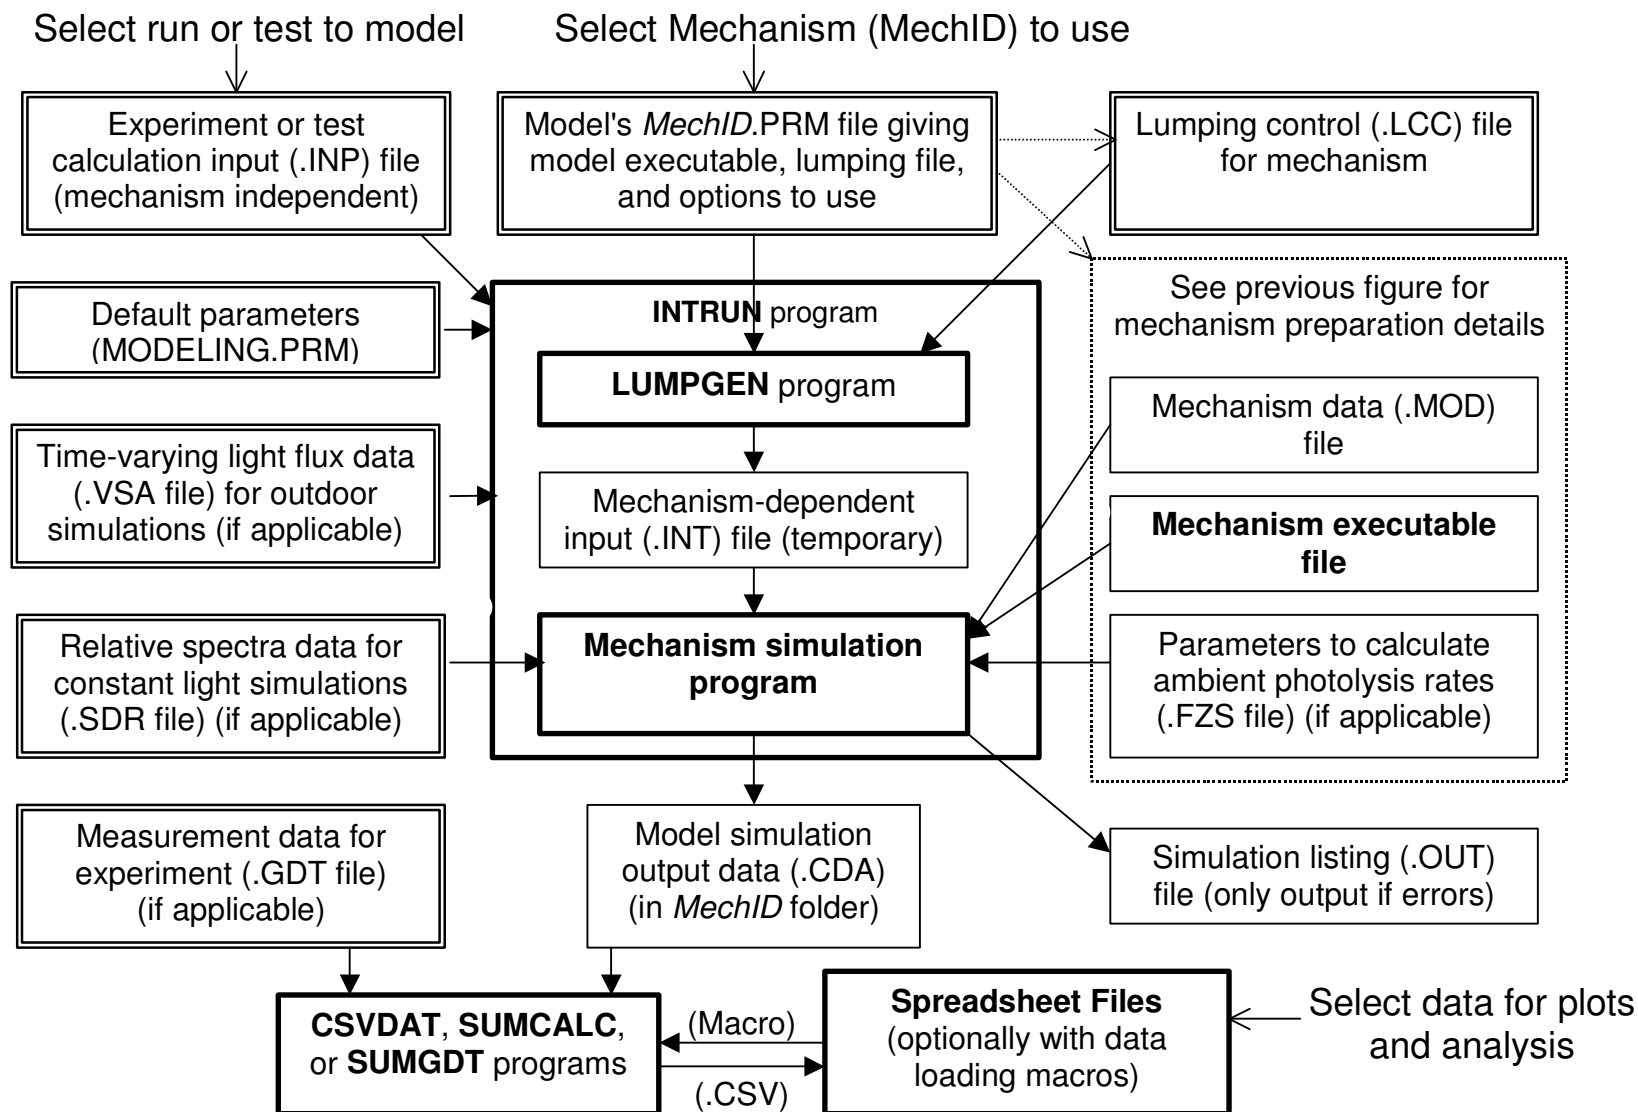 Select run or test to model
Select Mechanism (MechID) to use
Experiment or test
calculation input (.INP) file
(mechanism independent)
Model's MechID.PRM file giving
model executable, lumping file,
and options to use
Lumping control (.LCC) file
for mechanism
Default parameters
(MODELING.PRM)
INTRUN program
LUMPGEN program
See previous figure for
mechanism preparation details
Mechanism data (.MOD)
file
Time-varying light flux data
(.VSA file) for outdoor
simulations (if applicable)
Mechanism-dependent
input (.INT) file (temporary)
Mechanism executable
file
Relative spectra data for
constant light simulations
(.SDR file) (if applicable)
Mechanism simulation
program
Parameters to calculate
ambient photolysis rates
(.FZS file) (if applicable)
Measurement data for
experiment (.GDT file)
(if applicable)
Model simulation
output data (.CDA)
(in MechID folder)
Simulation listing (.OUT)
file (only output if errors)
CSVDAT, SUMCALC,
or SUMGDT programs
(Macro)
(.CSV)
Spreadsheet Files
(optionally with data
loading macros)
Select data for plots
and analysis